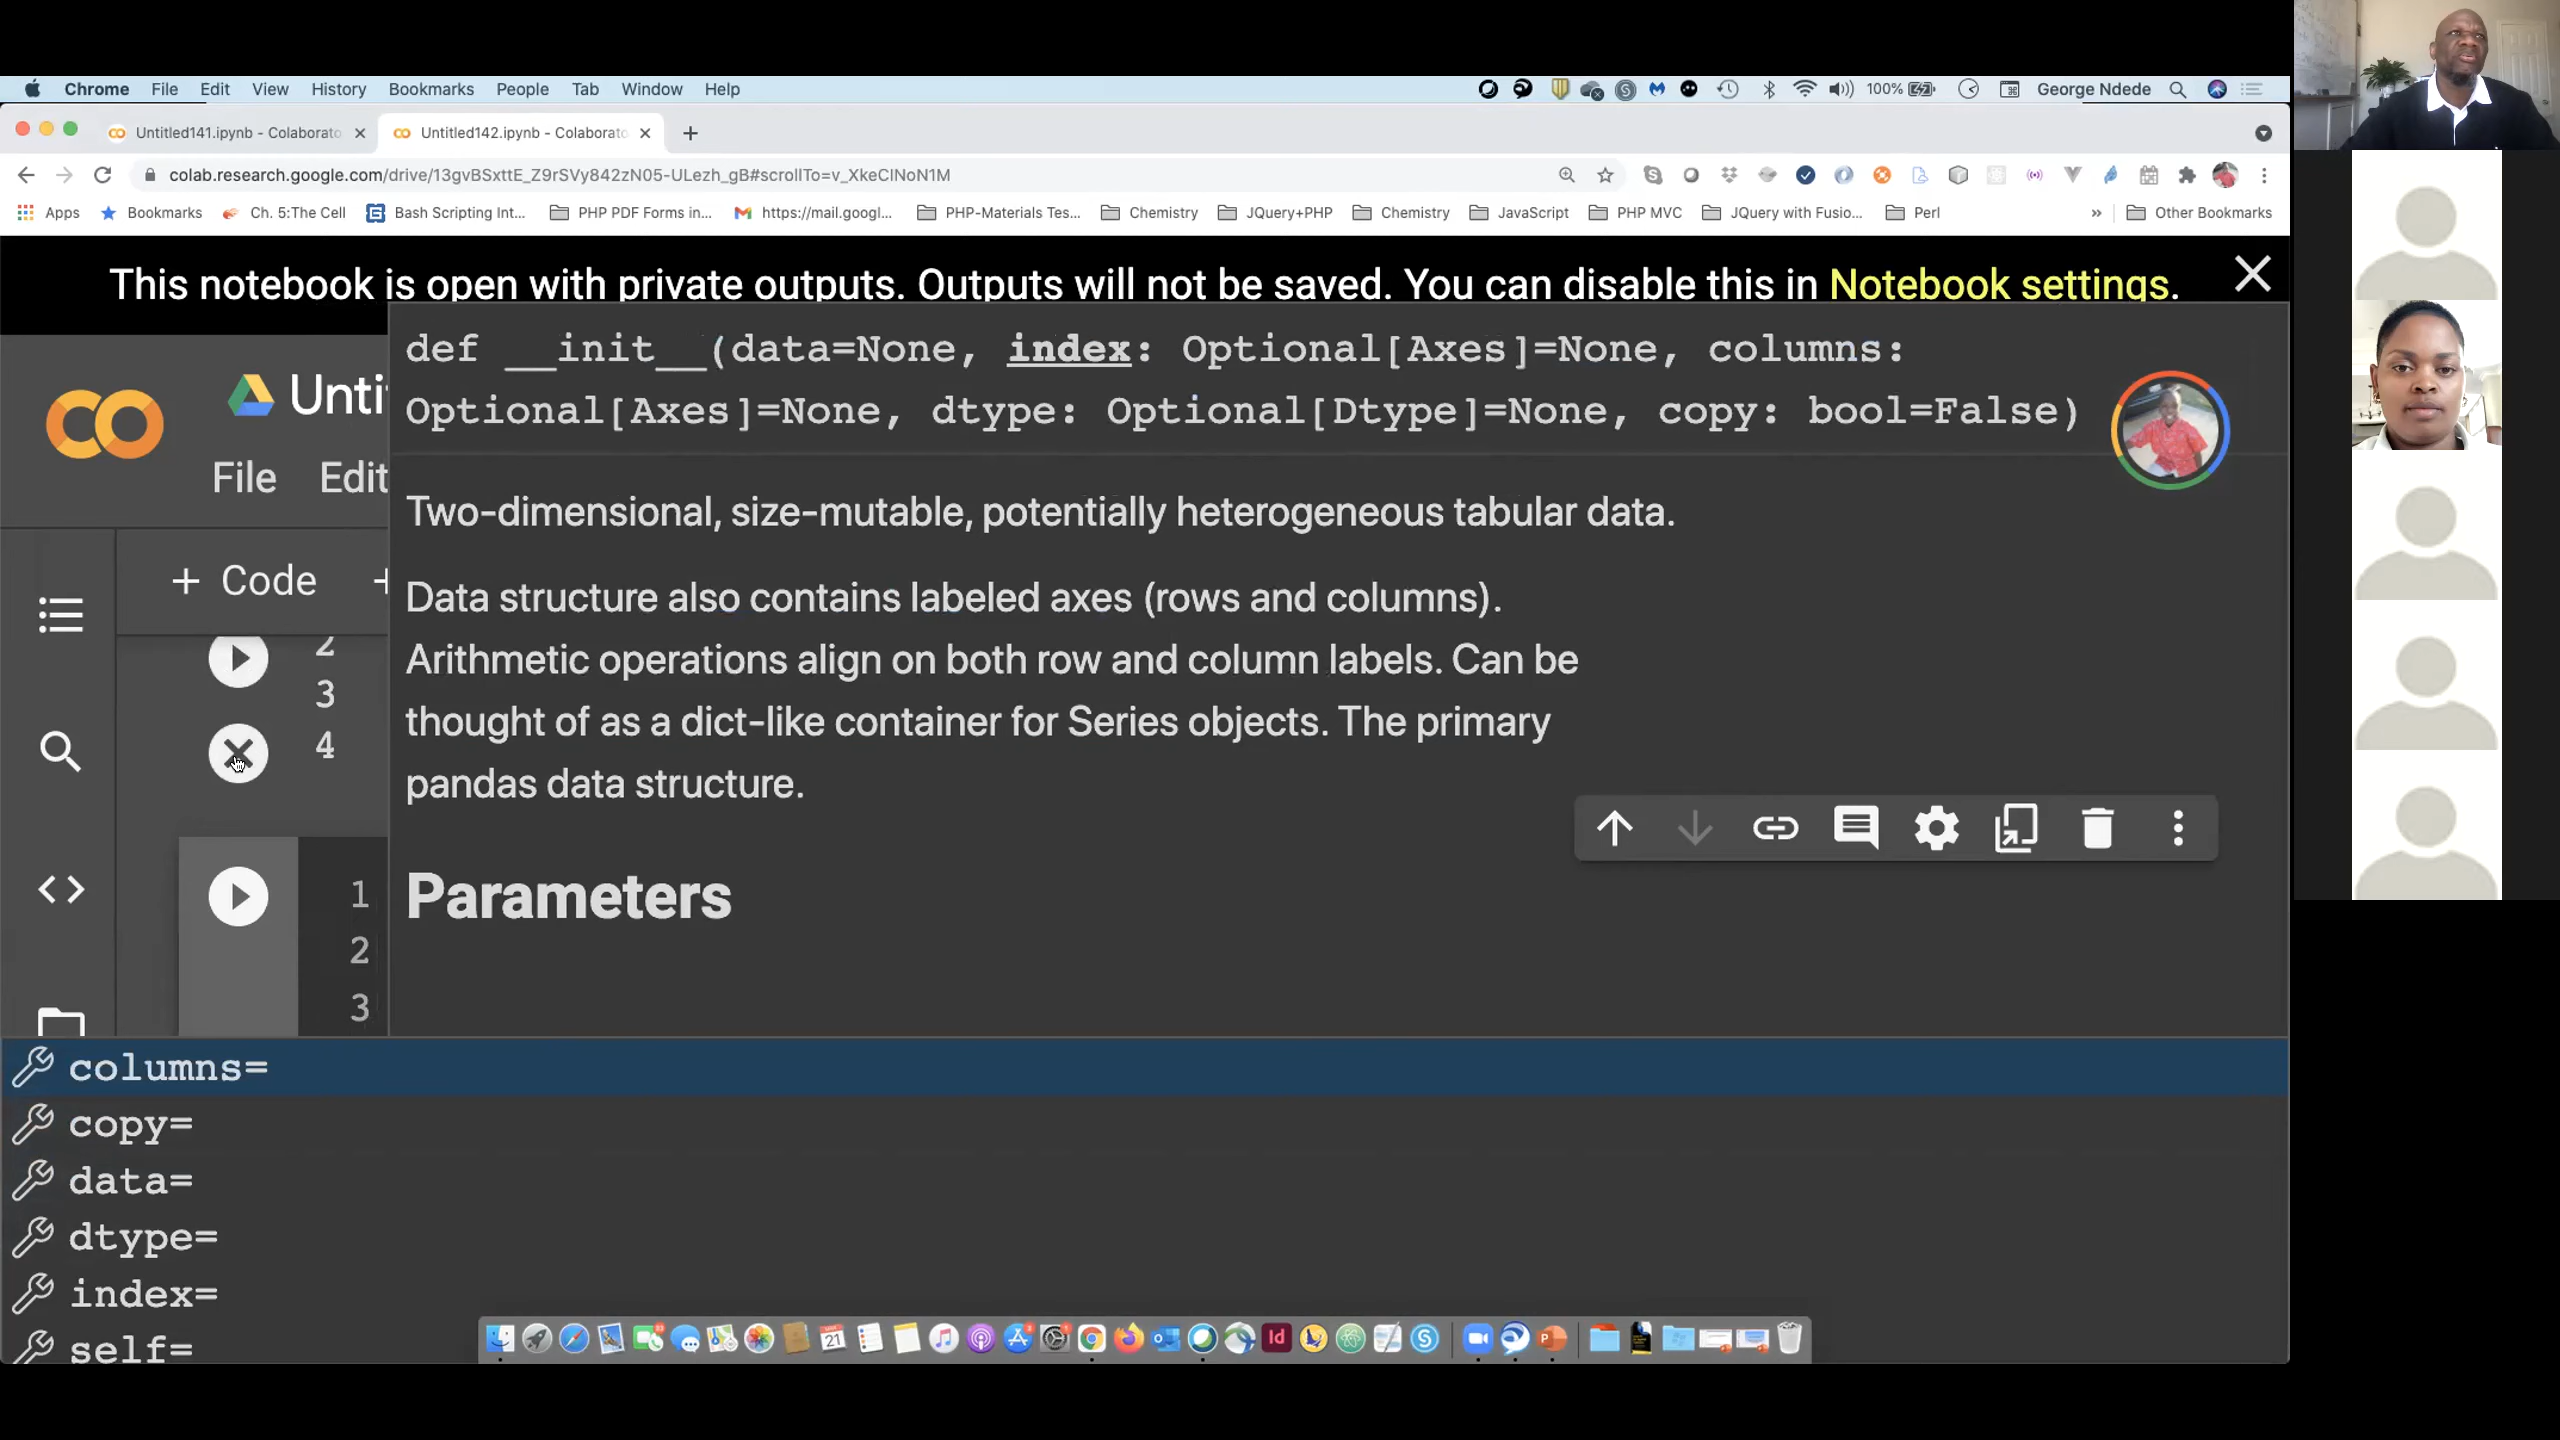 Chrome File Edit View History Bookmarks People Tab Window Help 100% George Ndede
Untitled141.ipynb - Colaborato Untitled142.ipynb - Colaborato
colab.research.google.com/drive/13gvBSxttE_Z9rSVy842zN05-ULezh_gB#scrollTo=v_XkeClNoN1M
Apps Bookmarks Ch. 5:The Cell Bash Scripting Int... PHP PDF Forms in... https://mail.googl... PHP-Materials Tes... Chemistry JQuery+PHP Chemistry JavaScript PHP MVC JQuery with Fusio... Perl » Other Bookmarks
This notebook is open with private outputs. Outputs will not be saved. You can disable this in Notebook settings.
def __init__(data=None, index: Optional[Axes]=None, columns:
Optional[Axes]=None, dtype: Optional[Dtype]=None, copy: bool=False)
Unti
File Edit
Two-dimensional, size-mutable, potentially heterogeneous tabular data.
+ Code +
Data structure also contains labeled axes (rows and columns).
Arithmetic operations align on both row and column labels. Can be
thought of as a dict-like container for Series objects. The primary
pandas data structure.
2
3
4
Parameters
1
2
3
columns=
copy=
data=
dtype=
index=
self=
21
Id